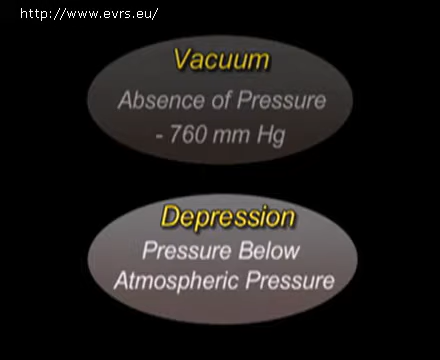 http://www.evrs.eu/
Vacuum
Absence of Pressure
- 760 mm Hg
Depression
Pressure Below
Atmospheric Pressure